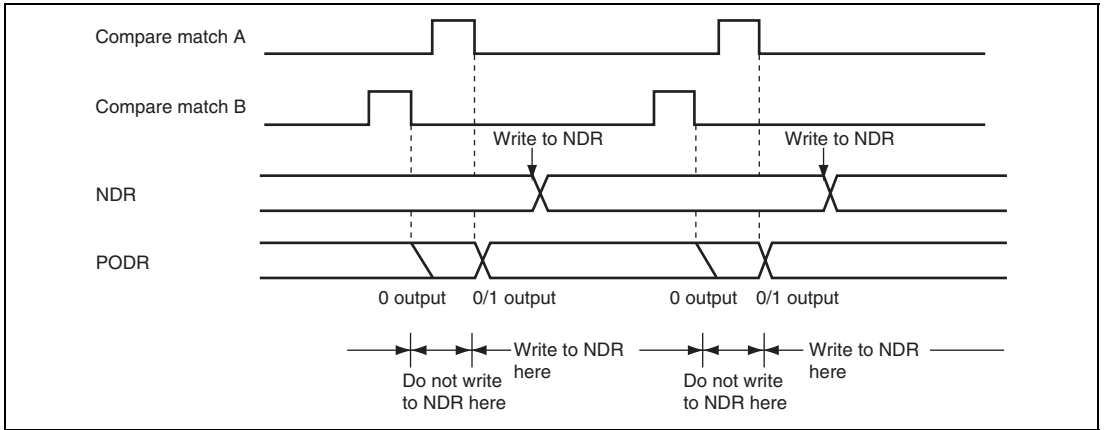 Compare match A
Compare match B
Write to NDR
Write to NDR
NDR
PODR
0 output
0/1 output
0 output
0/1 output
Write to NDR
here
Write to NDR
here
Do not write
to NDR here
Do not write
to NDR here